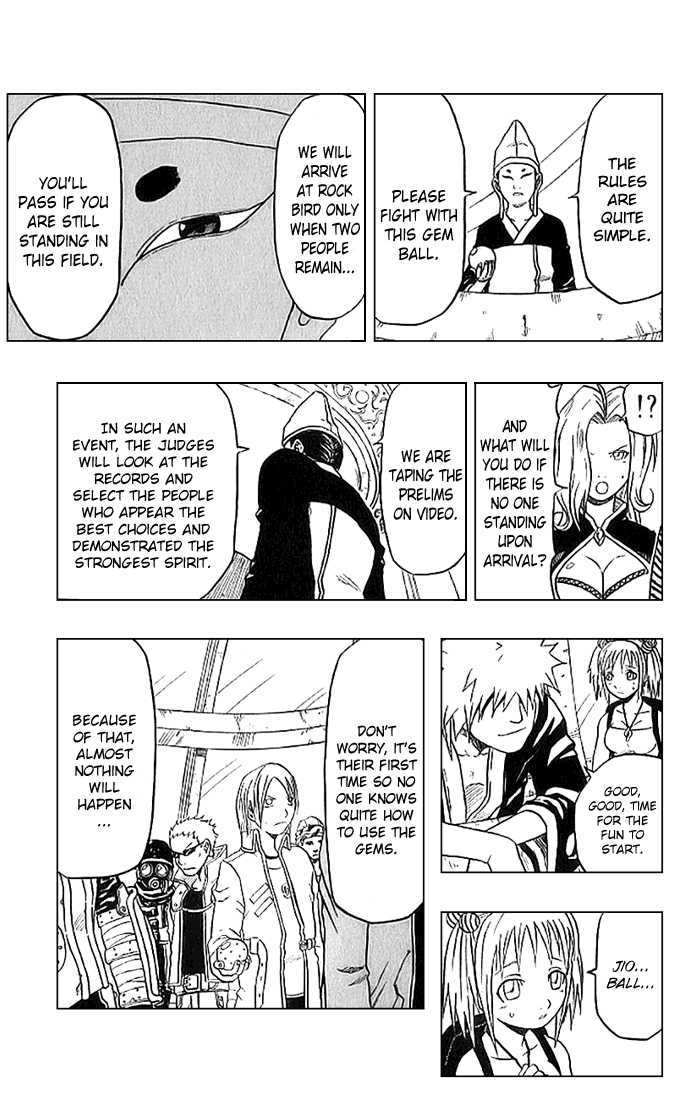 THE
RULES
ARE
QUITE
SIMPLE.
PLEASE
FIGHT WITH
THIS GEM
BALL.
WE WILL
ARRIVE
AT ROCK
BIRD ONLY
WHEN TWO
PEOPLE
REMAIN...
YOU'LL
PASS IF YOU
ARE STILL
STANDING IN
THIS FIELD.
!?
AND
WHAT WILL
YOU DO IF
THERE IS
NO ONE
STANDING
UPON
ARRIVAL?
WE ARE
TAPING THE
PRELIMS
ON VIDEO.
IN SUCH AN
EVENT, THE JUDGES
WILL LOOK AT THE
RECORDS AND
SELECT THE PEOPLE
WHO APPEAR THE
BEST CHOICES AND
DEMONSTRATED THE
STRONGEST SPIRIT.
GOOD,
GOOD, TIME
FOR THE
FUN TO
START.
JIO...
BALL...
DON'T
WORRY, IT'S
THEIR FIRST
TIME SO NO
ONE KNOWS
QUITE HOW
TO USE THE
GEMS.
BECAUSE
OF THAT,
ALMOST
NOTHING
WILL
HAPPEN
...